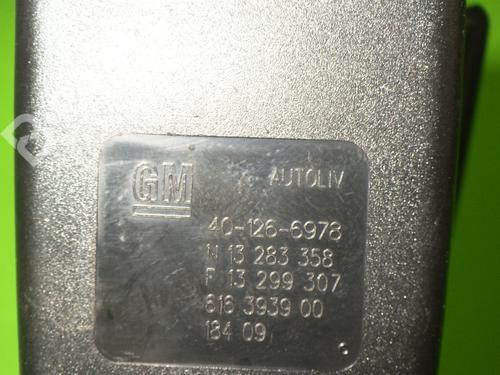 GM AUTOLIV
40-126-6978
N 13 283 358
F 13 299 307
616 3939 00
184 09